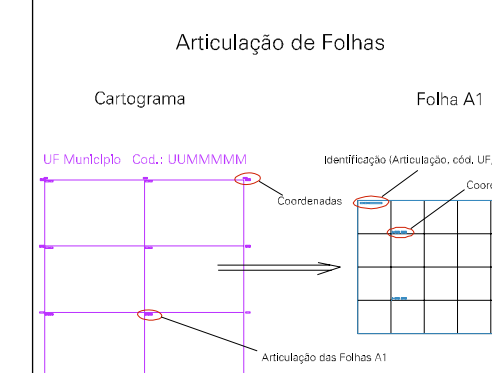 Articulação de Folhas
Cartograma
Folha A1
UF Município Cod.: UUMMMMM
Identificação (Articulação, cód. UF,
Coordenadas
Articulação das Folhas A1